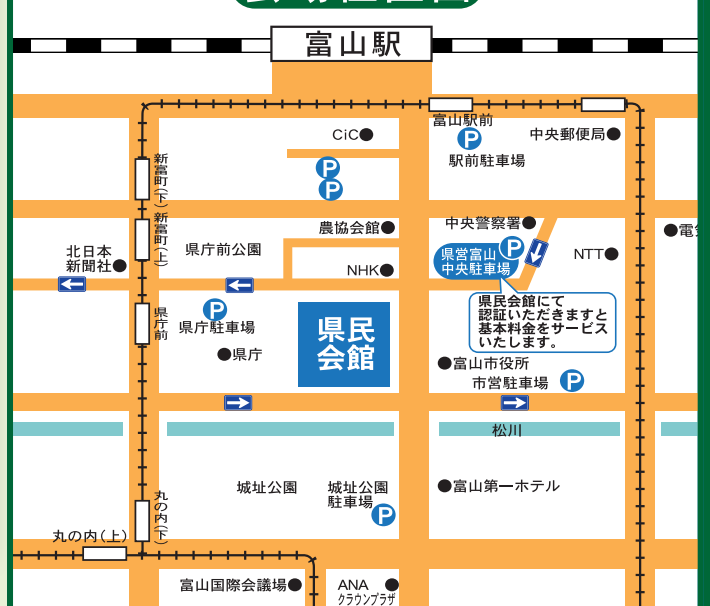 富山駅
富山駅前
CiC
中央郵便局
P
P
P
駅前駐車場
新富町(下)
新富町(上)
農協会館
中央警察署
県庁前公園
北日本
新聞社
県営富山
中央駐車場
P
NTT
NHK
県民会館にて
認証いただきますと
基本料金をサービス
いたします。
P
県庁駐車場
県庁前
県民
会館
県庁
富山市役所
市営駐車場
P
松川
城址公園
城址公園
駐車場
P
富山第一ホテル
丸の内(下)
丸の内(上)
富山国際会議場
ANA
クラウンプラザ